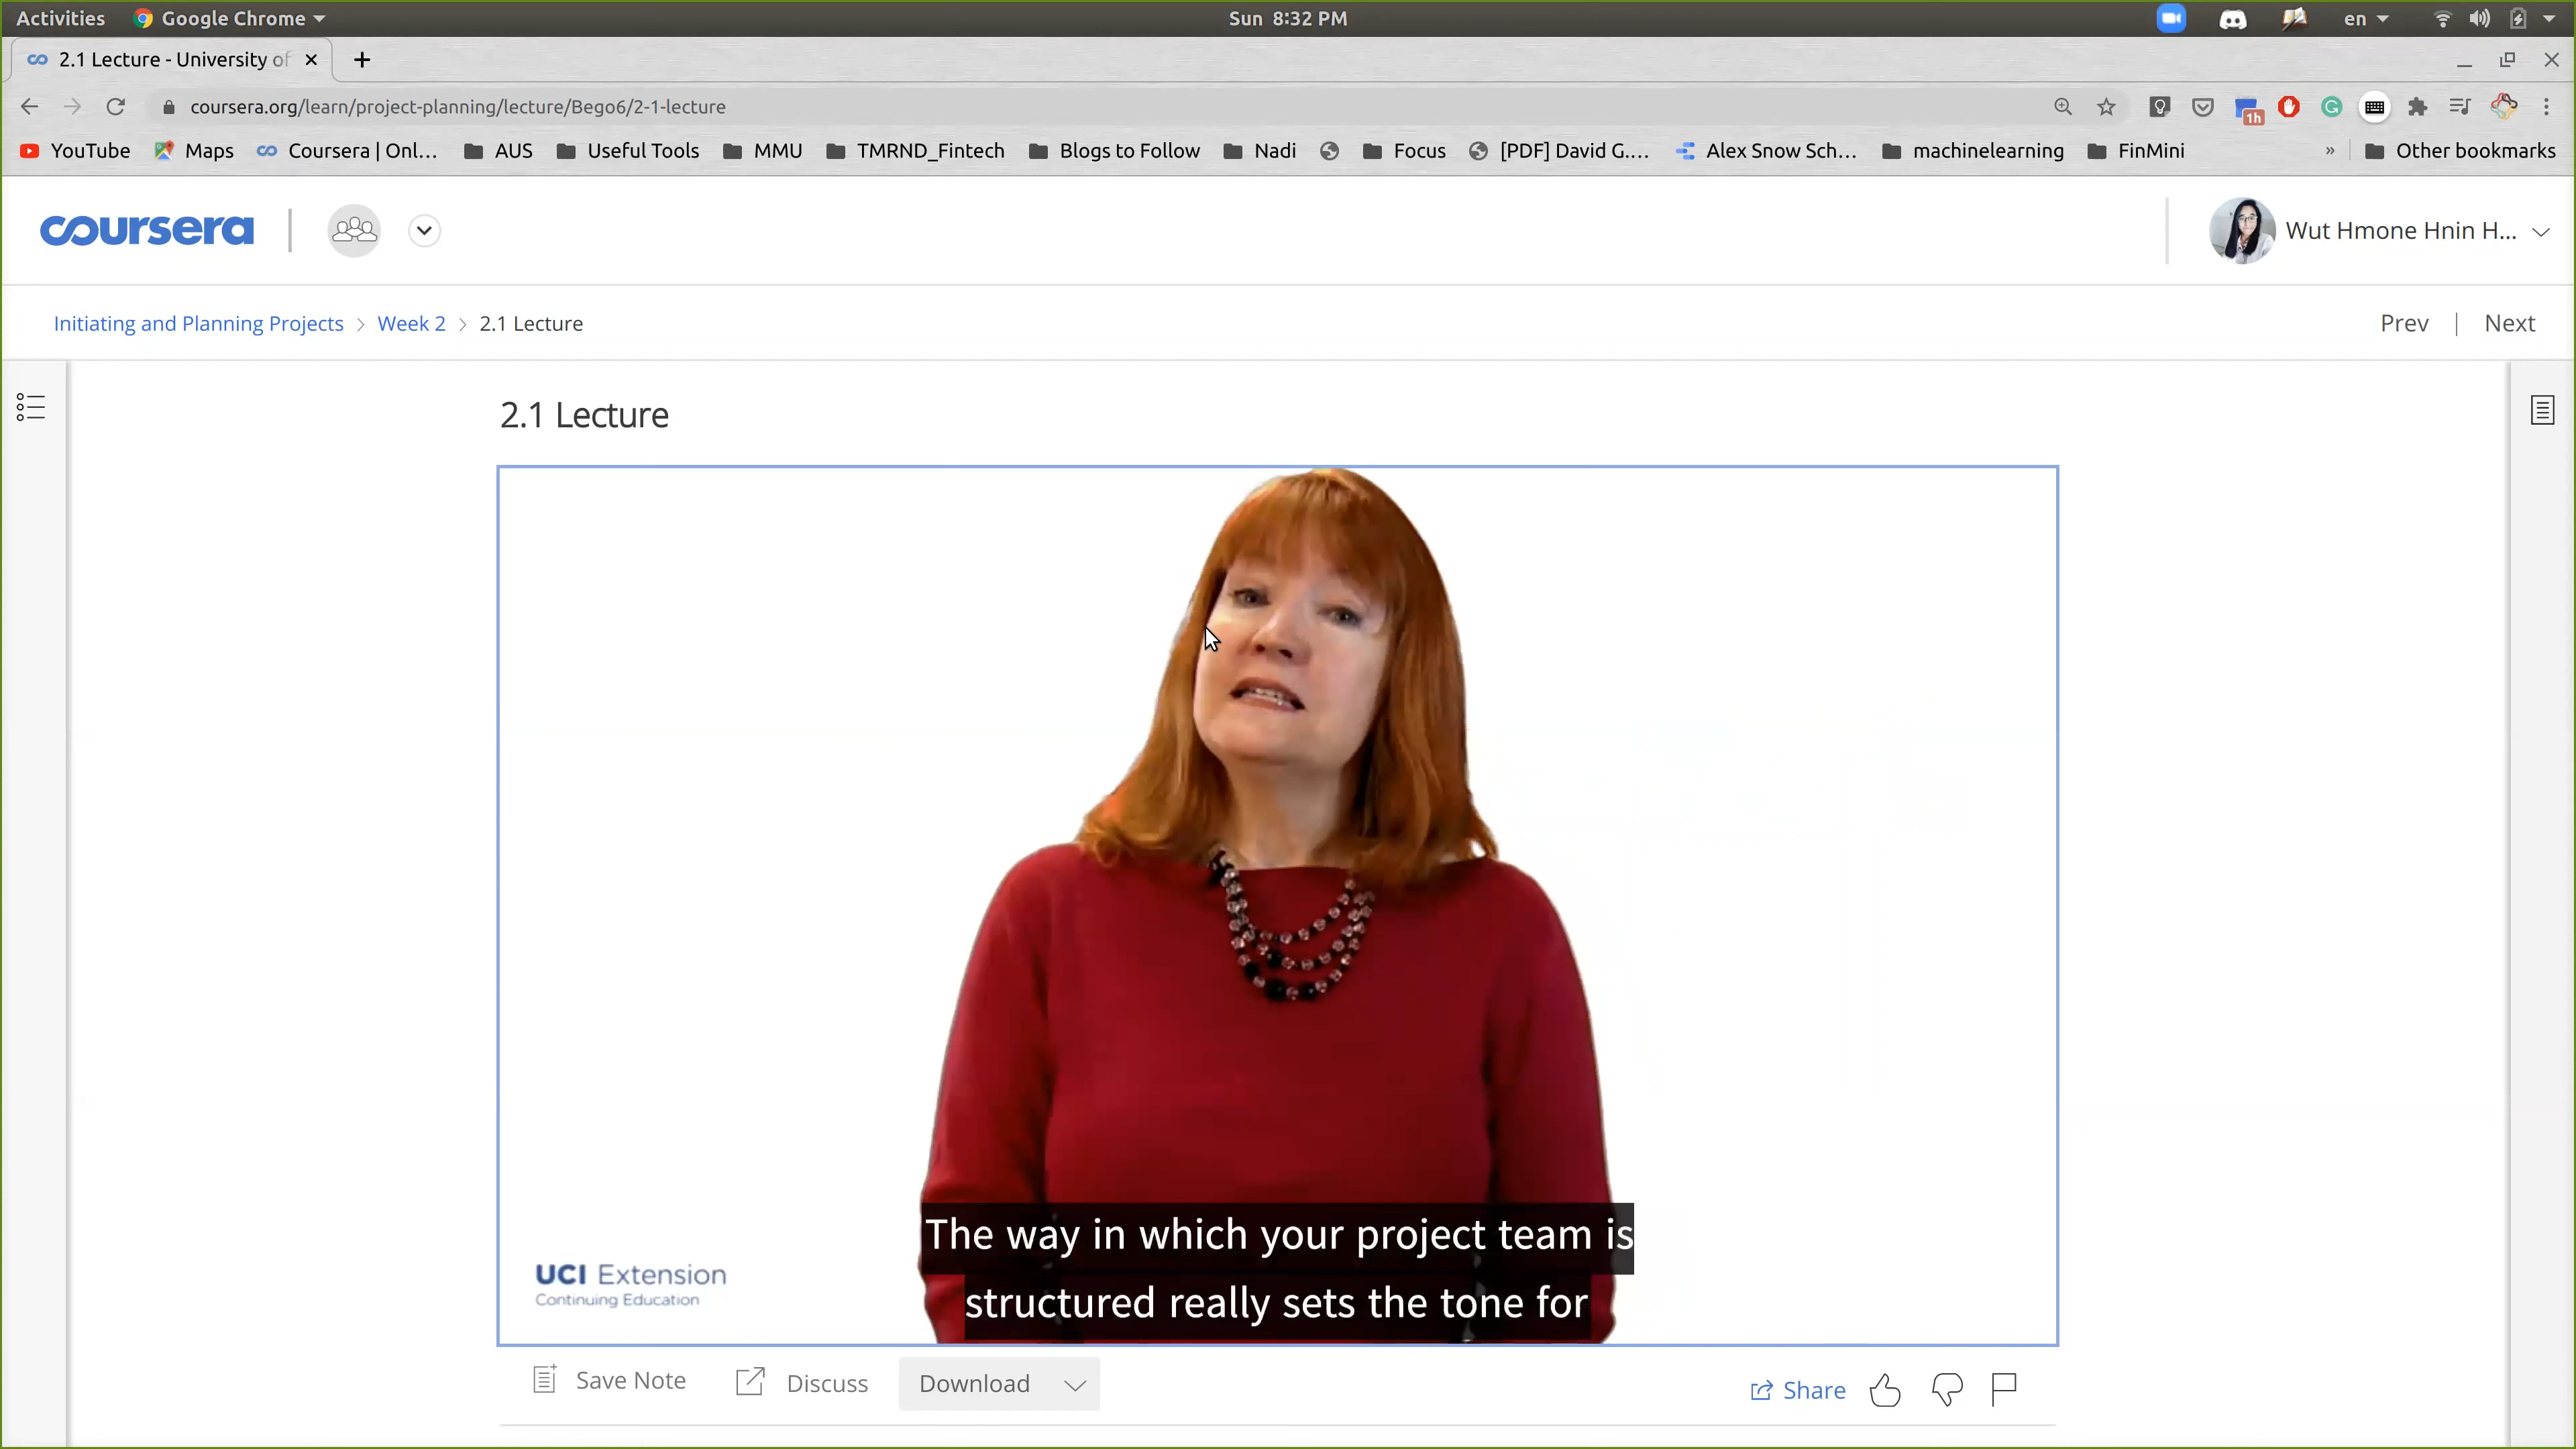 Activities Google Chrome Sun 8:32 PM en
2.1 Lecture - University of
coursera.org/learn/project-planning/lecture/Bego6/2-1-lecture
1h
YouTube Maps Coursera | Onl... AUS Useful Tools MMU TMRND_Fintech Blogs to Follow Nadi Focus [PDF] David G.... Alex Snow Sch... machinelearning FinMini » Other bookmarks
coursera Wut Hmone Hnin H...
Initiating and Planning Projects > Week 2 > 2.1 Lecture Prev | Next
2.1 Lecture
The way in which your project team is
structured really sets the tone for
UCI Extension
Continuing Education
Save Note Discuss Download Share